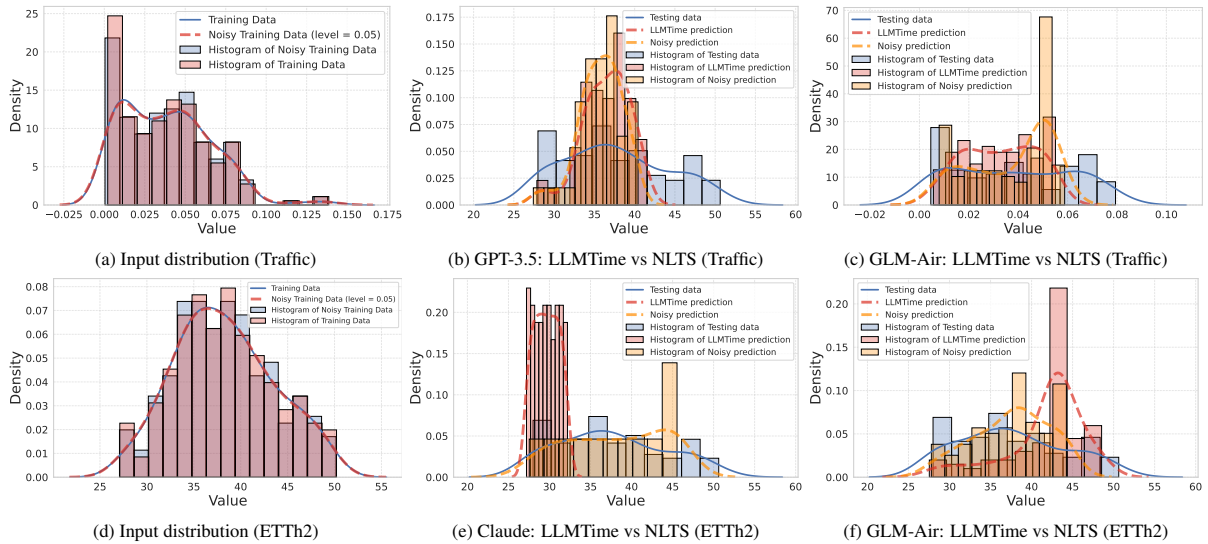 Training Data
Noisy Training Data (level = 0.05)
Histogram of Noisy Training Data
Histogram of Training Data
Density
25
20
15
10
5
0
−0.025 0.000 0.025 0.050 0.075 0.100 0.125 0.150 0.175
Value
(a) Input distribution (Traffic)
Testing data
LLMTime prediction
Noisy prediction
Histogram of Testing data
Histogram of LLMTime prediction
Histogram of Noisy prediction
Density
0.175
0.150
0.125
0.100
0.075
0.050
0.025
0.000
20 25 30 35 40 45 50 55 60
Value
(b) GPT-3.5: LLMTime vs NLTS (Traffic)
Testing data
LLMTime prediction
Noisy prediction
Histogram of Testing data
Histogram of LLMTime prediction
Histogram of Noisy prediction
Density
70
60
50
40
30
20
10
0
−0.02 0.00 0.02 0.04 0.06 0.08 0.10
Value
(c) GLM-Air: LLMTime vs NLTS (Traffic)
Training Data
Noisy Training Data (level = 0.05)
Histogram of Noisy Training Data
Histogram of Training Data
Density
0.08
0.07
0.06
0.05
0.04
0.03
0.02
0.01
0.00
25 30 35 40 45 50 55
Value
(d) Input distribution (ETTh2)
Testing data
LLMTime prediction
Noisy prediction
Histogram of Testing data
Histogram of LLMTime prediction
Histogram of Noisy prediction
Density
0.20
0.15
0.10
0.05
0.00
20 25 30 35 40 45 50 55 60
Value
(e) Claude: LLMTime vs NLTS (ETTh2)
Testing data
LLMTime prediction
Noisy prediction
Histogram of Testing data
Histogram of LLMTime prediction
Histogram of Noisy prediction
Density
0.20
0.15
0.10
0.05
0.00
20 25 30 35 40 45 50 55 60
Value
(f) GLM-Air: LLMTime vs NLTS (ETTh2)